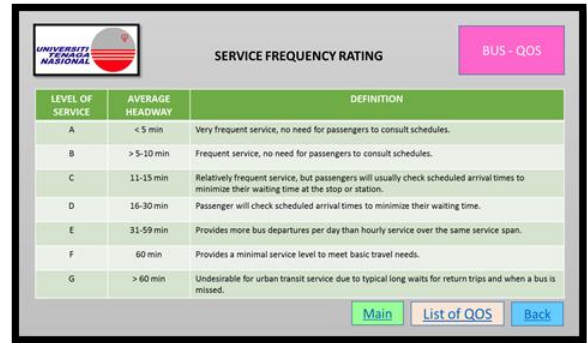 UNIVERSITI
TENAGA
NASIONAL
SERVICE FREQUENCY RATING
BUS - QOS
LEVEL OF SERVICE AVERAGE HEADWAY DEFINITION
A < 5 min Very frequent service, no need for passengers to consult schedules.
B > 5-10 min Frequent service, no need for passengers to consult schedules.
C 11-15 min Relatively frequent service, but passengers will usually check scheduled arrival times to
minimize their waiting time at the stop or station.
D 16-30 min Passenger will check scheduled arrival times to minimize their waiting time.
E 31-59 min Provides more bus departures per day than hourly service over the same service span.
F 60 min Provides a minimal service level to meet basic travel needs.
G > 60 min Undesirable for urban transit service due to typical long waits for return trips and when a bus is
missed.
Main List of QOS Back